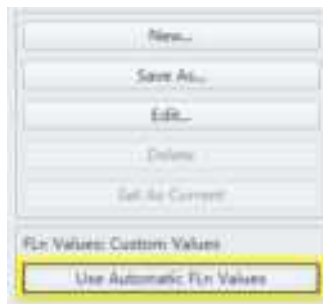 New...
Save As...
Edit...
Delete
Set As Current
FLn Values: Custom Values
Use Automatic FLn Values